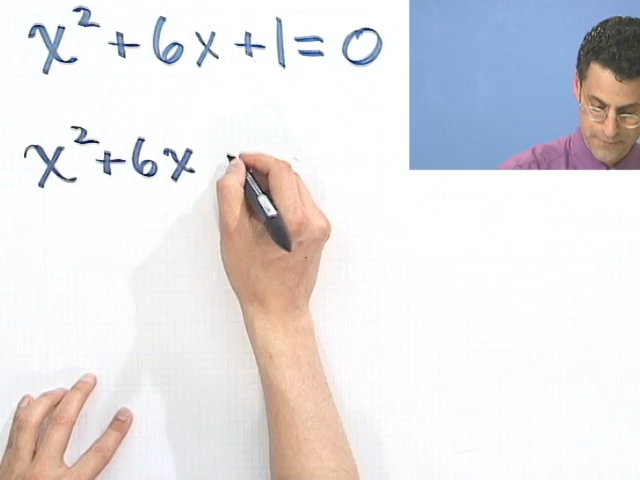 x² + 6x + 1 = 0
x² + 6x